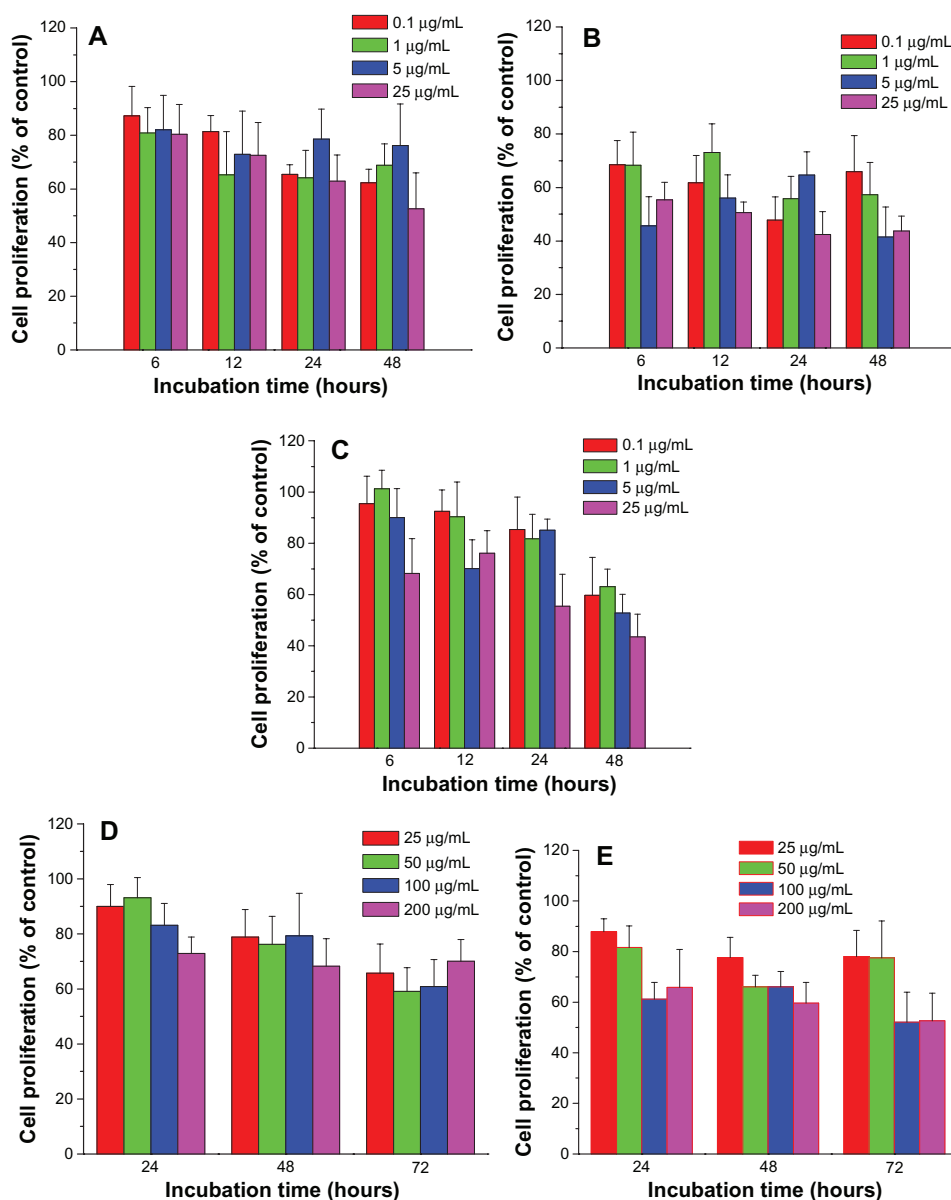 A
0.1 µg/mL
1 µg/mL
5 µg/mL
25 µg/mL
Cell proliferation (% of control)
120
100
80
60
40
20
0
6 12 24 48
Incubation time (hours)
B
0.1 µg/mL
1 µg/mL
5 µg/mL
25 µg/mL
Cell proliferation (% of control)
120
100
80
60
40
20
0
6 12 24 48
Incubation time (hours)
C
0.1 µg/mL
1 µg/mL
5 µg/mL
25 µg/mL
Cell proliferation (% of control)
120
100
80
60
40
20
0
6 12 24 48
Incubation time (hours)
D
25 µg/mL
50 µg/mL
100 µg/mL
200 µg/mL
Cell proliferation (% of control)
120
100
80
60
40
20
0
24 48 72
Incubation time (hours)
E
25 µg/mL
50 µg/mL
100 µg/mL
200 µg/mL
Cell proliferation (% of control)
120
100
80
60
40
20
0
24 48 72
Incubation time (hours)